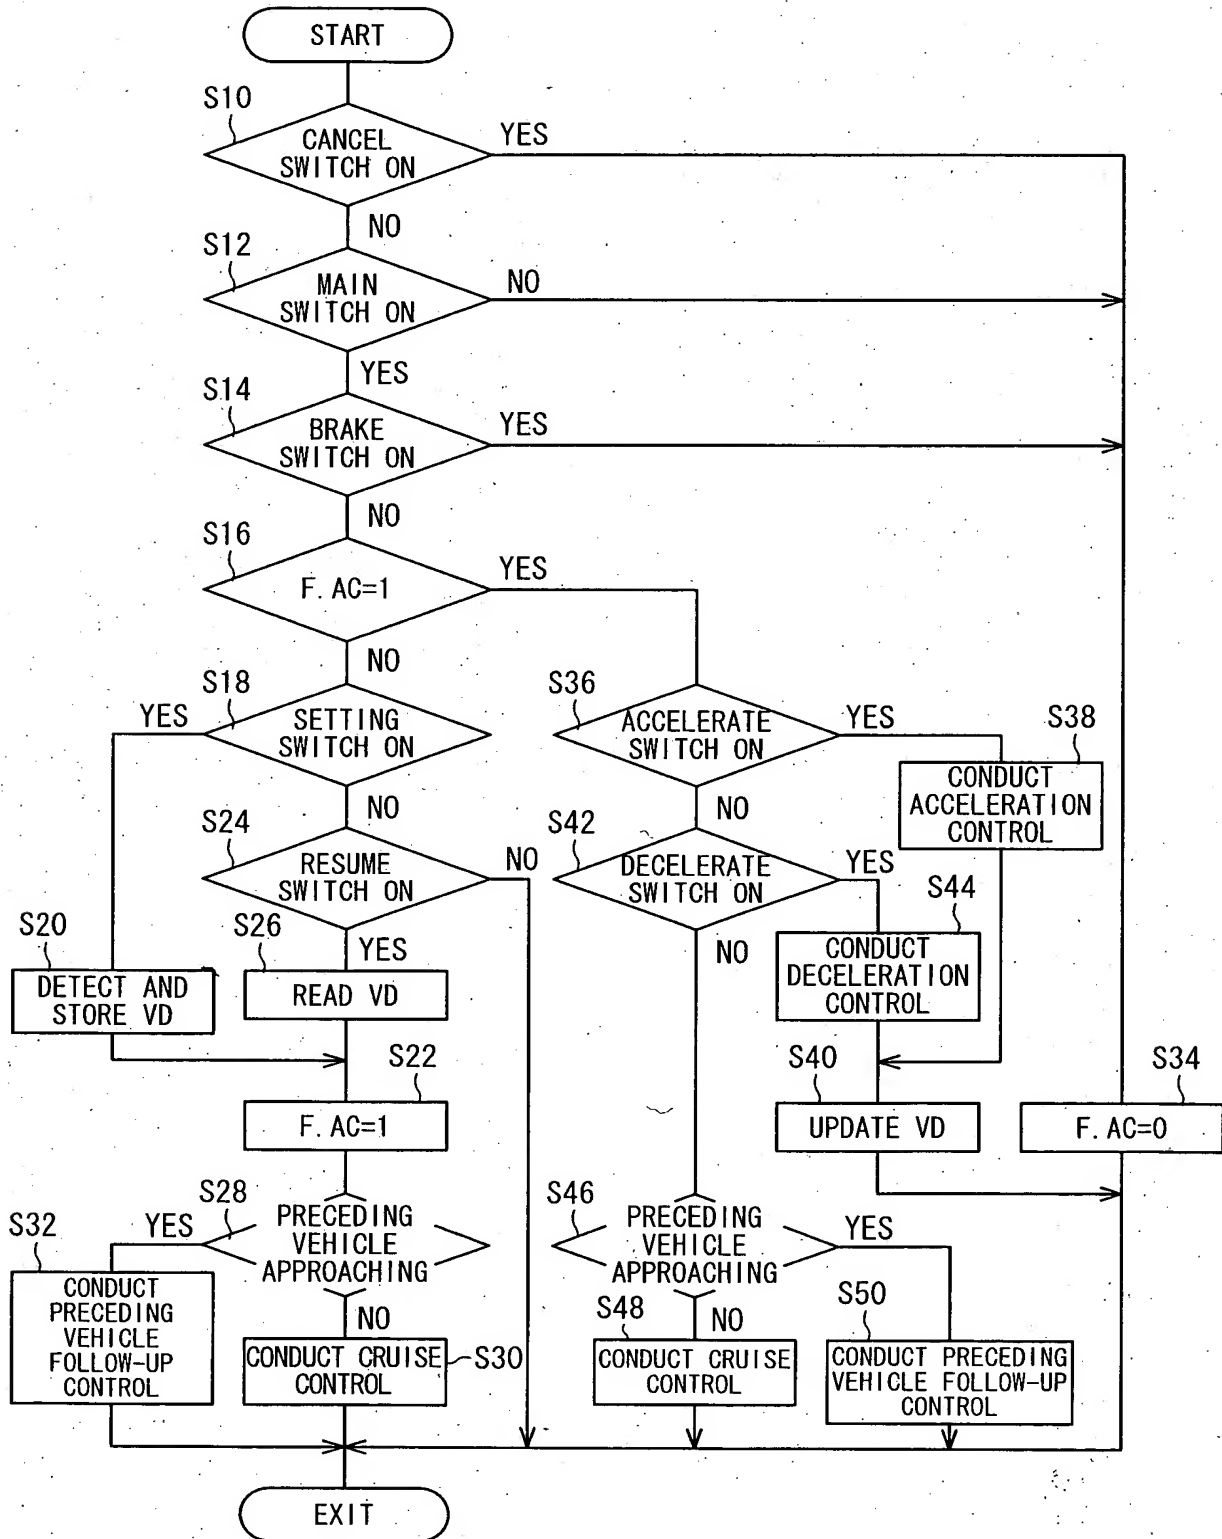 START
S10
CANCEL
SWITCH ON
YES
NO
S12
MAIN
SWITCH ON
NO
YES
S14
BRAKE
SWITCH ON
YES
NO
S16
F. AC=1
YES
NO
S18
YES
SETTING
SWITCH ON
NO
S36
ACCELERATE
SWITCH ON
YES
NO
S38
CONDUCT
ACCELERATION
CONTROL
S24
RESUME
SWITCH ON
NO
YES
S42
DECELERATE
SWITCH ON
YES
NO
S44
CONDUCT
DECELERATION
CONTROL
S20
DETECT AND
STORE VD
S26
READ VD
S22
F. AC=1
S40
UPDATE VD
S34
F. AC=0
S28
YES
PRECEDING
VEHICLE
APPROACHING
NO
S32
CONDUCT
PRECEDING
VEHICLE
FOLLOW-UP
CONTROL
CONDUCT CRUISE
CONTROL
S30
S46
PRECEDING
VEHICLE
APPROACHING
YES
NO
S48
CONDUCT CRUISE
CONTROL
S50
CONDUCT PRECEDING
VEHICLE FOLLOW-UP
CONTROL
EXIT